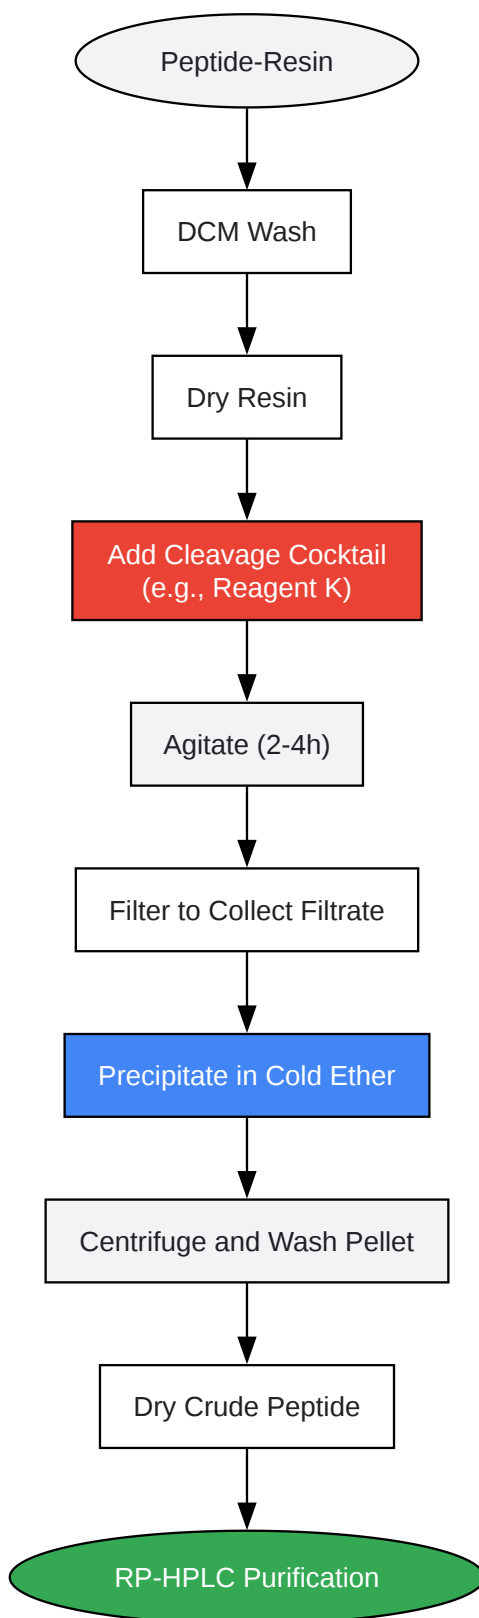 Peptide-Resin
DCM Wash
Dry Resin
Add Cleavage Cocktail
(e.g., Reagent K)
Agitate (2-4h)
Filter to Collect Filtrate
Precipitate in Cold Ether
Centrifuge and Wash Pellet
Dry Crude Peptide
RP-HPLC Purification